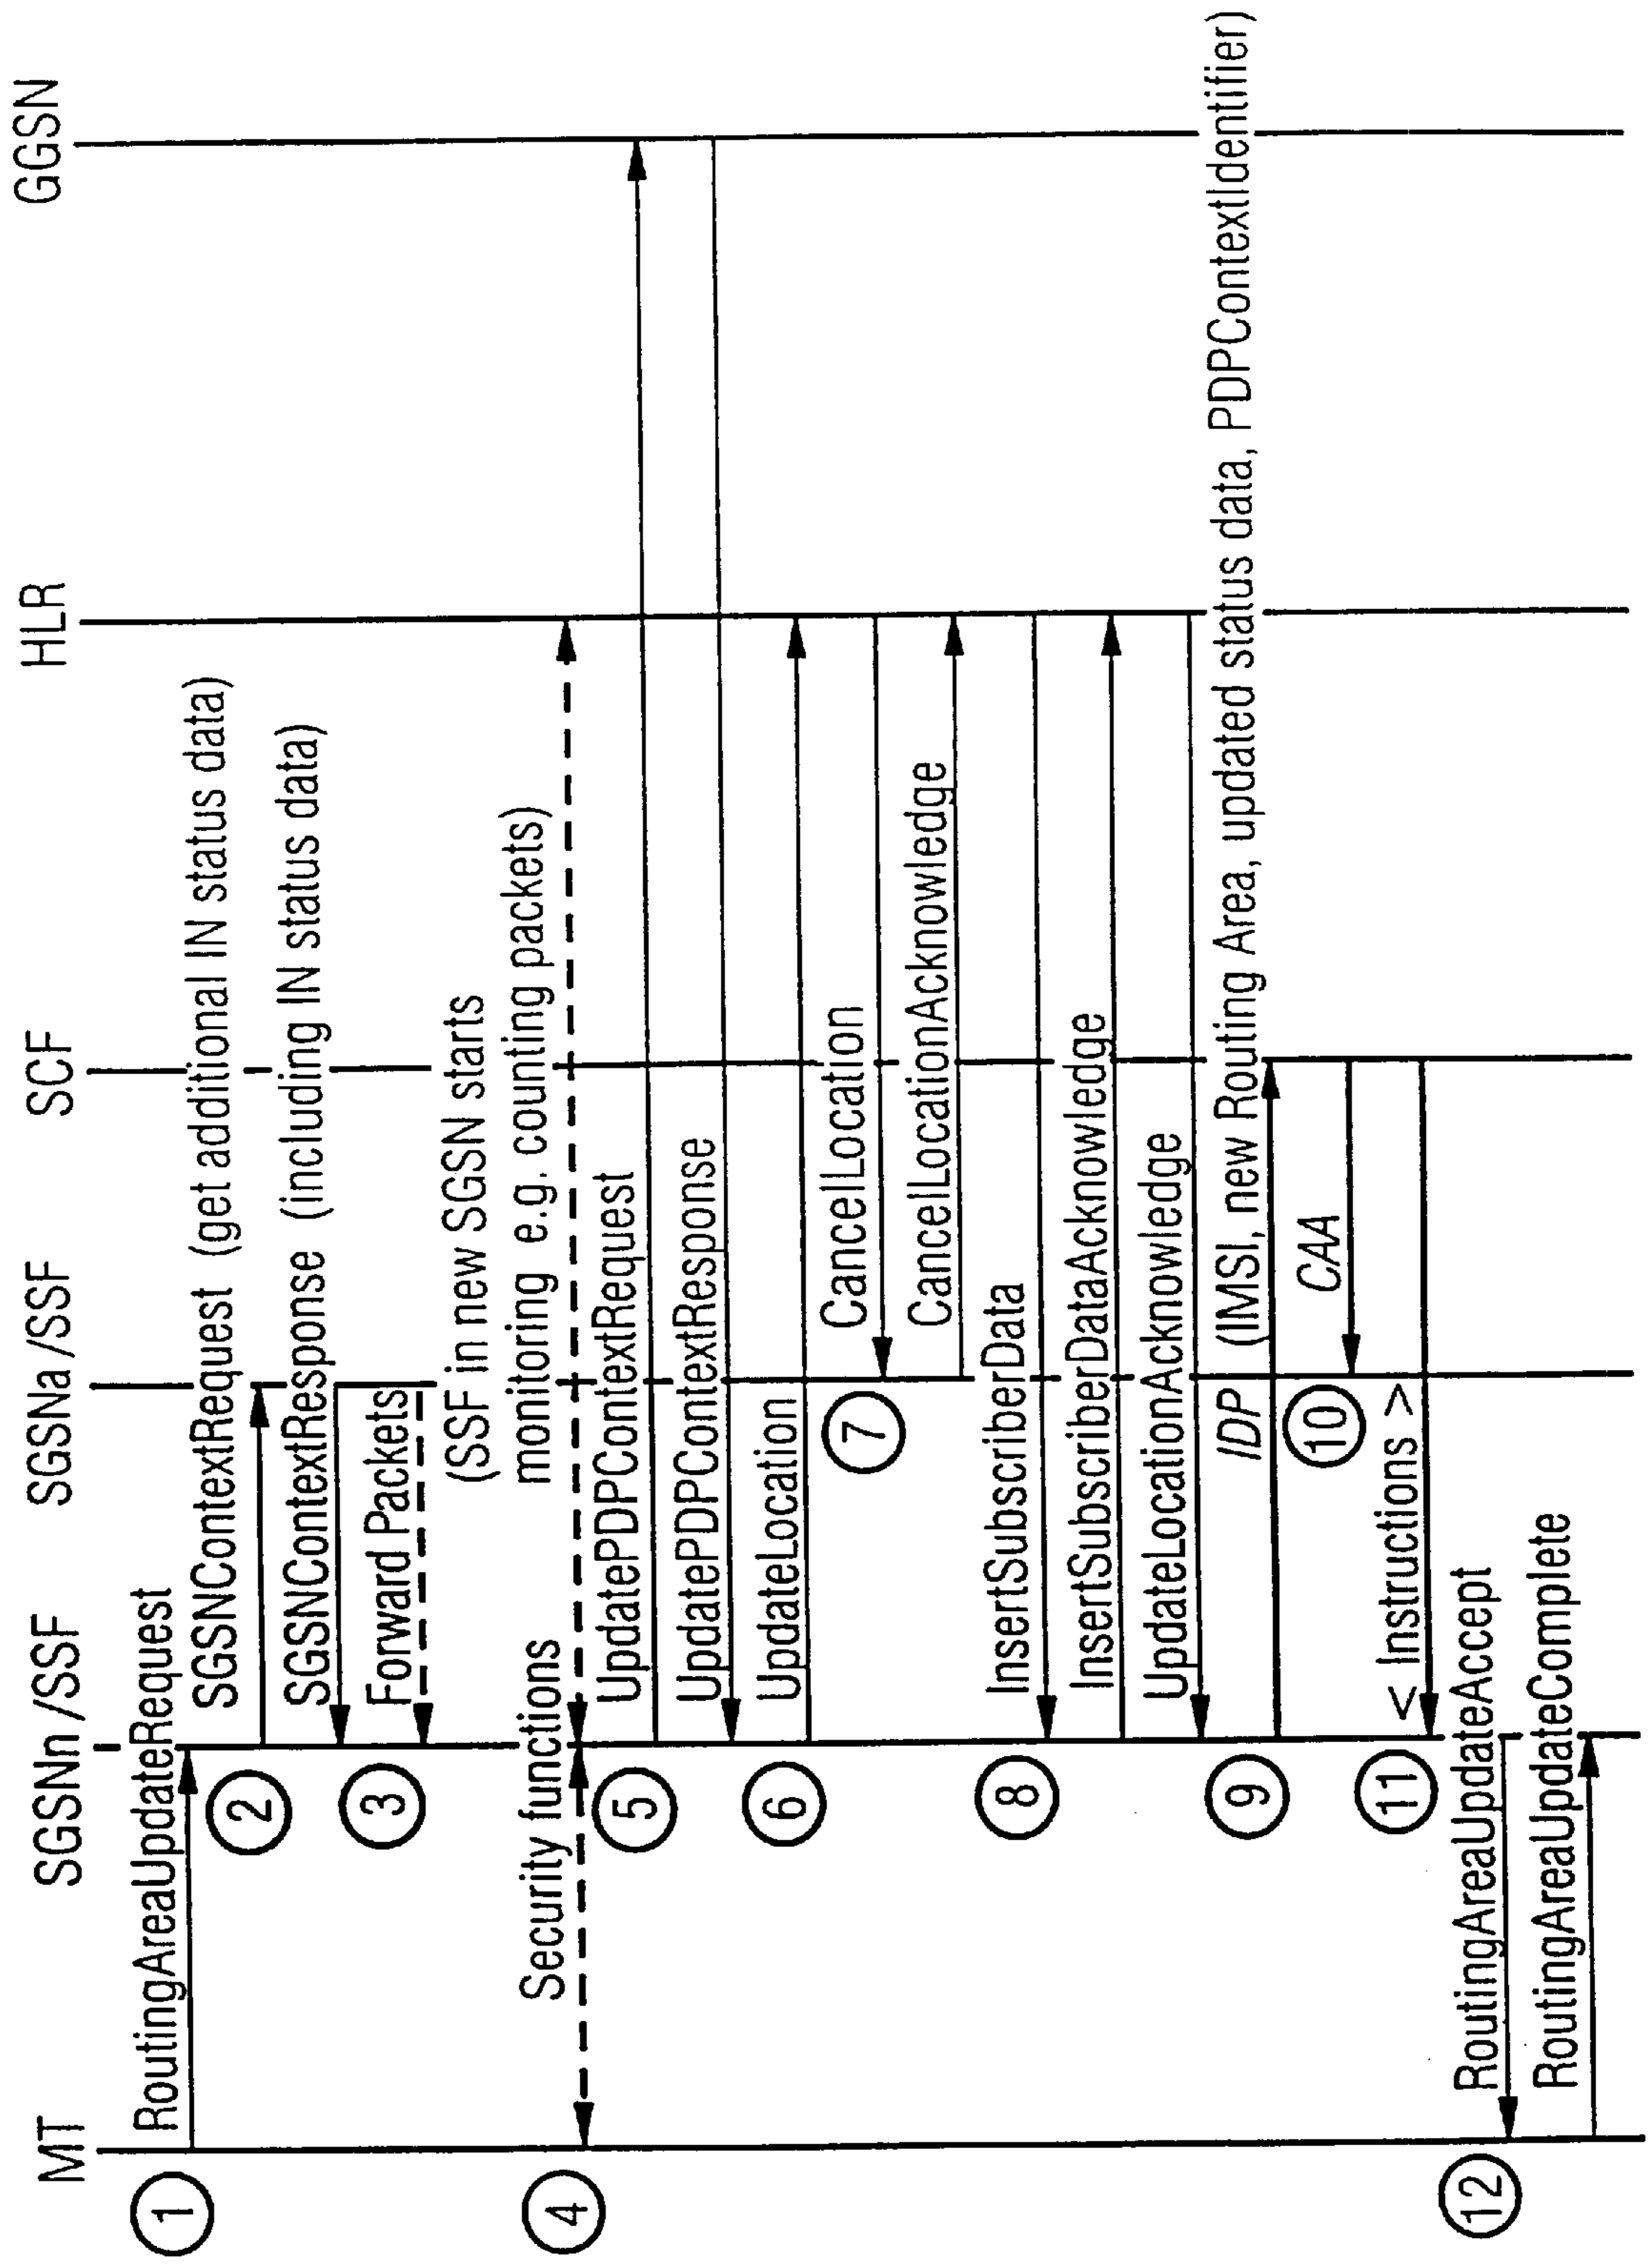 MT SGSNn /SSF SGSNa /SSF SCF HLR GGSN
1 RoutingAreaUpdateRequest
2 SGSNContextRequest (get additional IN status data)
SGSNContextResponse (including IN status data)
3 Forward Packets
(SSF in new SGSN starts
monitoring e.g. counting packets)
4 Security functions
5 UpdatePDPContextRequest
UpdatePDPContextResponse
6 UpdateLocation
7 CancelLocation
CancelLocationAcknowledge
8 InsertSubscriberData
InsertSubscriberDataAcknowledge
UpdateLocationAcknowledge
9 IDP (IMSI, new Routing Area, updated status data, PDPContextIdentifier)
10 CAA
11 < Instructions >
12 RoutingAreaUpdateAccept
RoutingAreaUpdateComplete